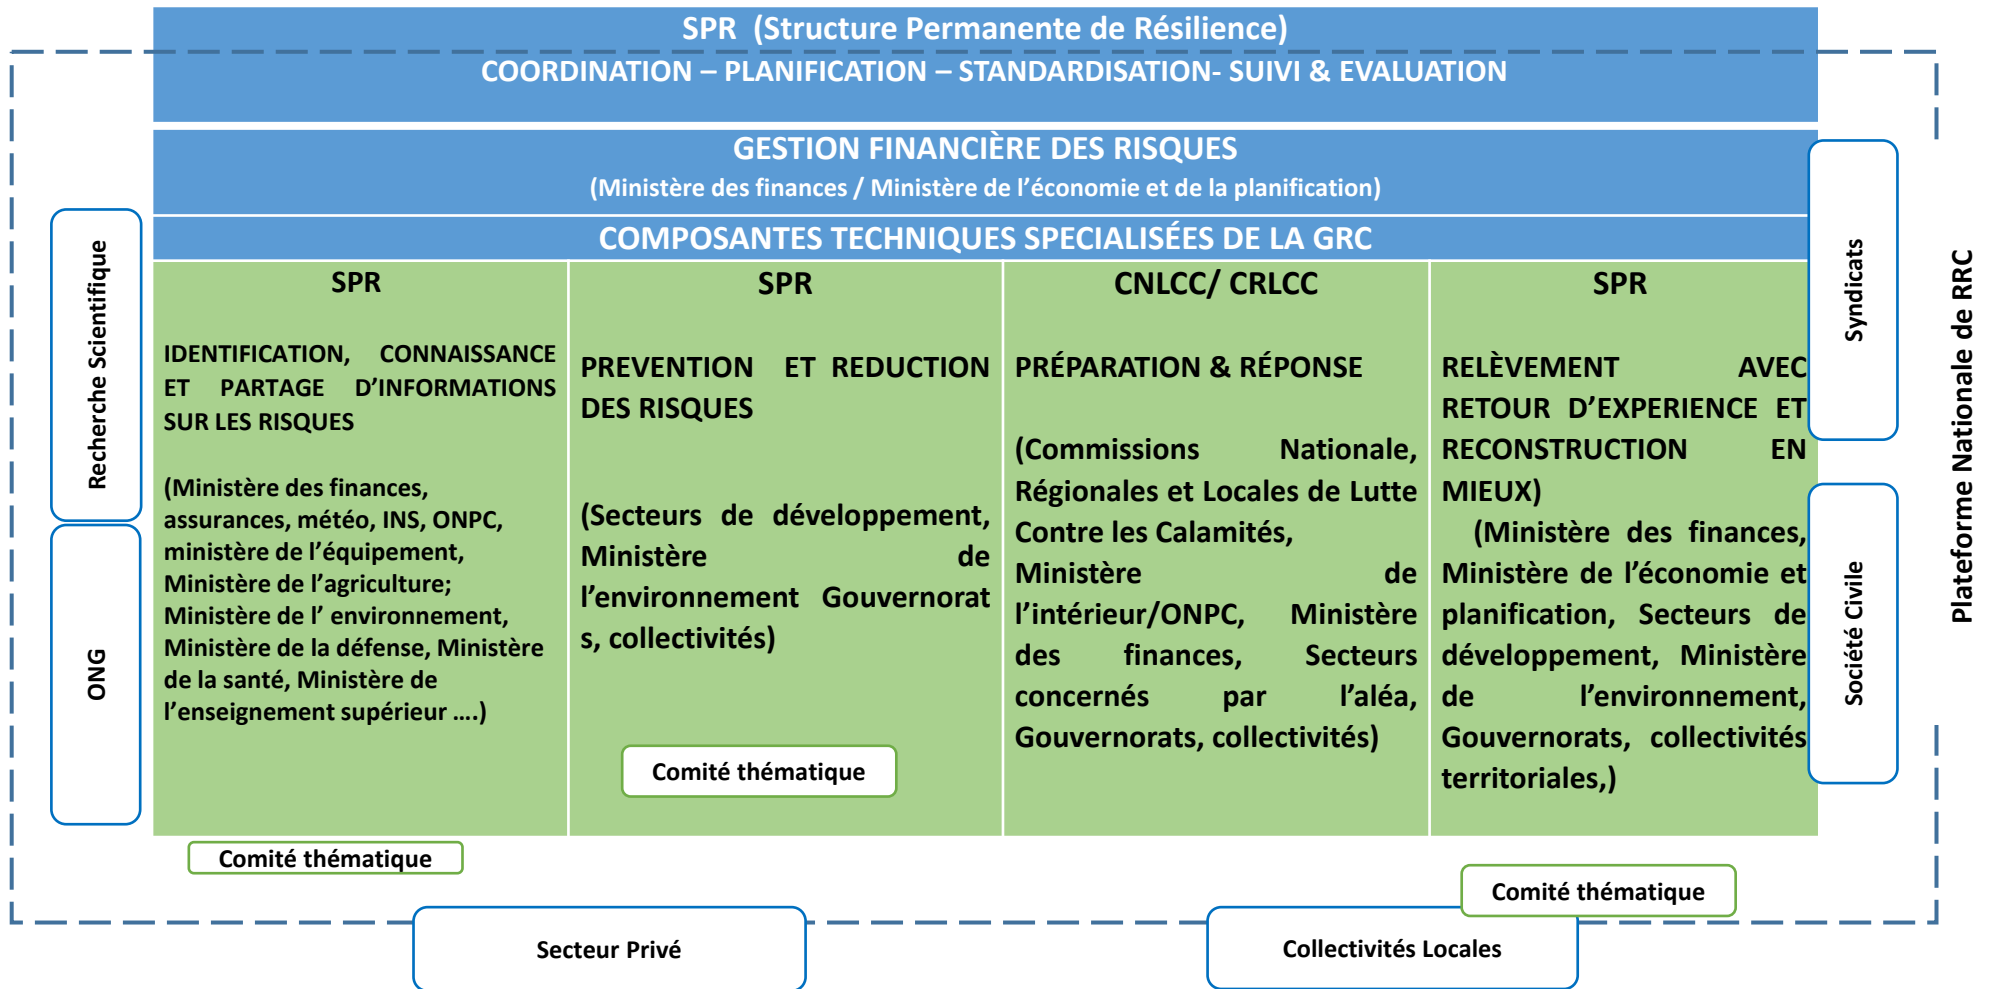 SPR (Structure Permanente de Résilience)
COORDINATION – PLANIFICATION – STANDARDISATION- SUIVI & EVALUATION
GESTION FINANCIÈRE DES RISQUES
(Ministère des finances / Ministère de l’économie et de la planification)
COMPOSANTES TECHNIQUES SPECIALISÉES DE LA GRC
SPR
IDENTIFICATION, CONNAISSANCE
ET PARTAGE D’INFORMATIONS
SUR LES RISQUES
(Ministère des finances,
assurances, météo, INS, ONPC,
ministère de l’équipement,
Ministère de l’agriculture;
Ministère de l’ environnement,
Ministère de la défense, Ministère
de la santé, Ministère de
l’enseignement supérieur ….)
Comité thématique
SPR
PREVENTION ET REDUCTION
DES RISQUES
(Secteurs de développement,
Ministère de
l’environnement Gouvernorat
s, collectivités)
Comité thématique
CNLCC/ CRLCC
PRÉPARATION & RÉPONSE
(Commissions Nationale,
Régionales et Locales de Lutte
Contre les Calamités,
Ministère de
l’intérieur/ONPC, Ministère
des finances, Secteurs
concernés par l’aléa,
Gouvernorats, collectivités)
SPR
RELÈVEMENT AVEC
RETOUR D’EXPERIENCE ET
RECONSTRUCTION EN
MIEUX)
(Ministère des finances,
Ministère de l’économie et
planification, Secteurs de
développement, Ministère
de l’environnement,
Gouvernorats, collectivités
territoriales,)
Comité thématique
Recherche Scientifique
ONG
Syndicats
Société Civile
Plateforme Nationale de RRC
Secteur Privé
Collectivités Locales